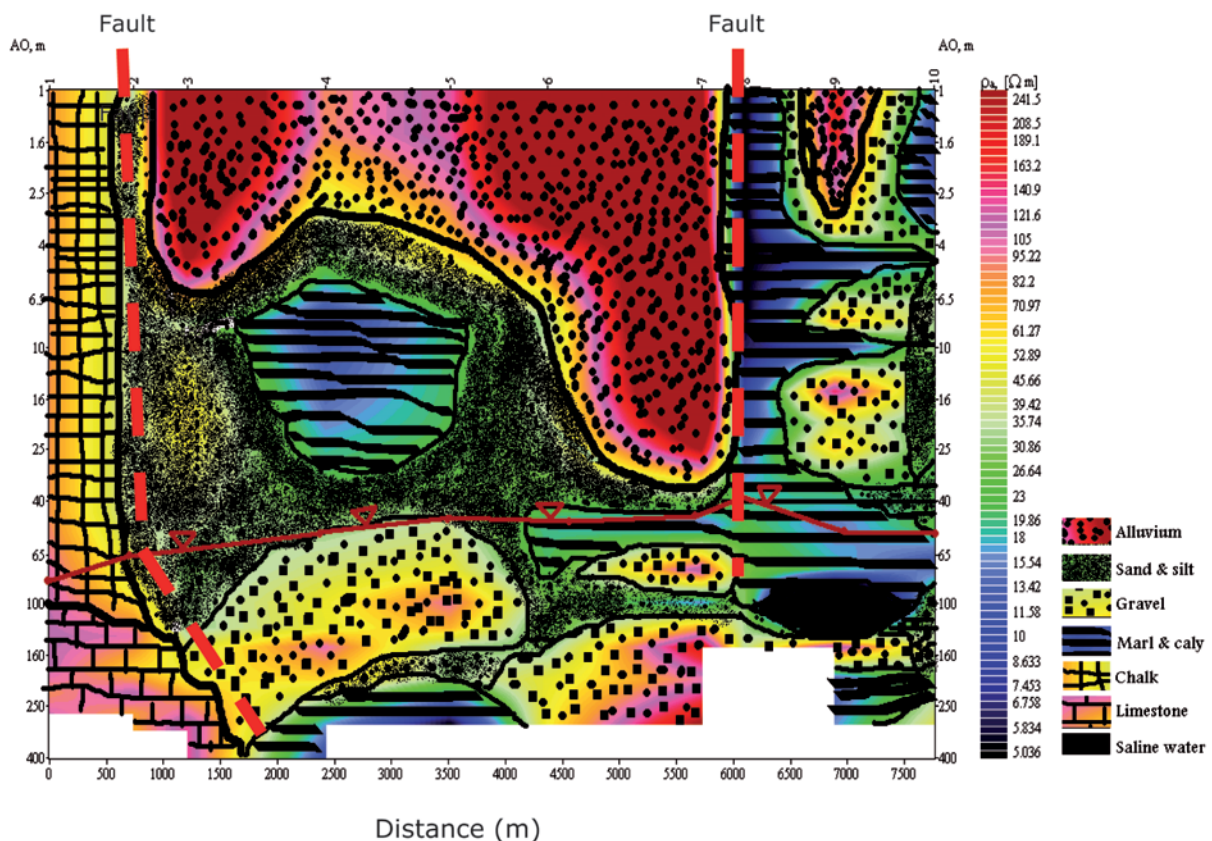 Fault Fault
AO, m AO, m
1 2 3 4 5 6 7 8 9 10
ρa, [Ω m]
1 1 241.5
208.5
1.6 1.6 189.1
163.2
2.5 2.5 140.9
121.6
4 4 105
95.22
82.2
6.5 6.5 70.97
61.27
10 10 52.89
45.66
16 16 39.42
35.74
25 25 30.86
26.64
40 40 23
19.86
18
65 65 15.54
13.42
100 100 11.58
10
160 160 8.633
7.453
250 250 6.758
5.834
400 400 5.036
0 500 1000 1500 2000 2500 3000 3500 4000 4500 5000 5500 6000 6500 7000 7500
Distance (m)
Alluvium
Sand & silt
Gravel
Marl & caly
Chalk
Limestone
Saline water